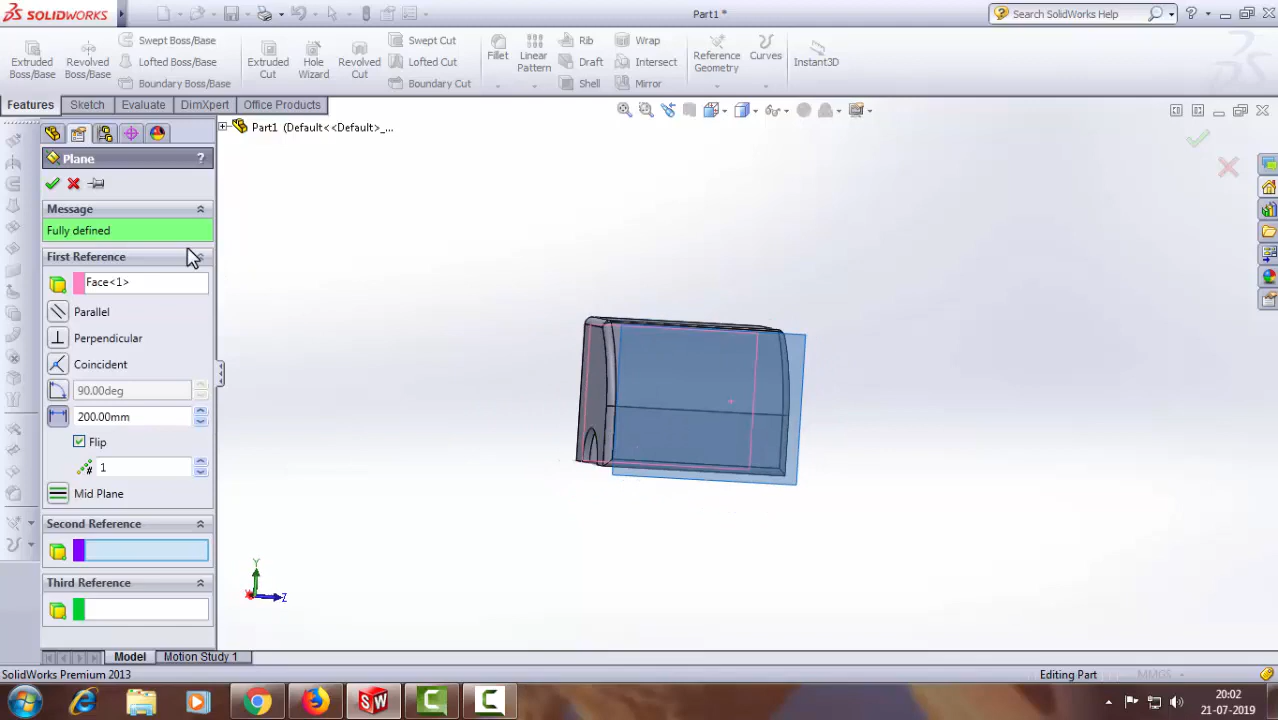 SOLIDWORKS
Part1 *
Search SolidWorks Help
Extruded Boss/Base
Revolved Boss/Base
Swept Boss/Base
Lofted Boss/Base
Boundary Boss/Base
Extruded Cut
Hole Wizard
Revolved Cut
Swept Cut
Lofted Cut
Boundary Cut
Fillet
Linear Pattern
Rib
Draft
Shell
Wrap
Intersect
Mirror
Reference Geometry
Curves
Instant3D
Features
Sketch
Evaluate
DimXpert
Office Products
Part1 (Default<<Default>_...
Plane
?
Message
Fully defined
First Reference
Face<1>
Parallel
Perpendicular
Coincident
90.00deg
200.00mm
Flip
1
Mid Plane
Second Reference
Third Reference
Y
X
Z
Model
Motion Study 1
SolidWorks Premium 2013
Editing Part
MMGS
20:02
21-07-2019